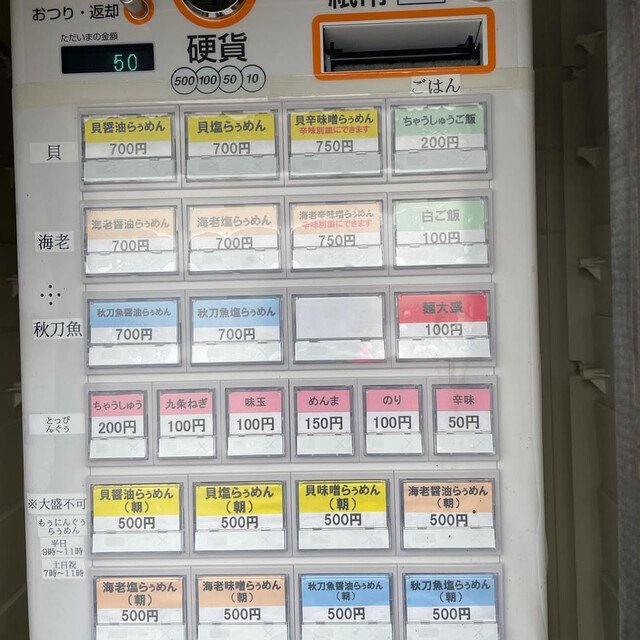 おつり・返却
ただいまの金額
50
硬貨
500 100 50 10
ごはん
貝
貝醤油らぅめん
700円
貝塩らぅめん
700円
貝辛味噌らぅめん
辛味別皿にできます
750円
ちゃうしゅうご飯
200円
海老
海老醤油らぅめん
700円
海老塩らぅめん
700円
海老辛味噌らぅめん
辛味別皿にできます
750円
白ご飯
100円
秋刀魚
秋刀魚醤油らぅめん
700円
秋刀魚塩らぅめん
700円
麺大盛
100円
とっぴんぐぅ
ちゃうしゅう
200円
九条ねぎ
100円
味玉
100円
めんま
150円
のり
100円
辛味
50円
※大盛不可
もぅにんぐぅ
らぅめん
平日
9時〜11時
土日祝
7時〜11時
貝醤油らぅめん
(朝)
500円
貝塩らぅめん
(朝)
500円
貝味噌らぅめん
(朝)
500円
海老醤油らぅめん
(朝)
500円
海老塩らぅめん
(朝)
500円
海老味噌らぅめん
(朝)
500円
秋刀魚醤油らぅめん
(朝)
500円
秋刀魚塩らぅめん
(朝)
500円